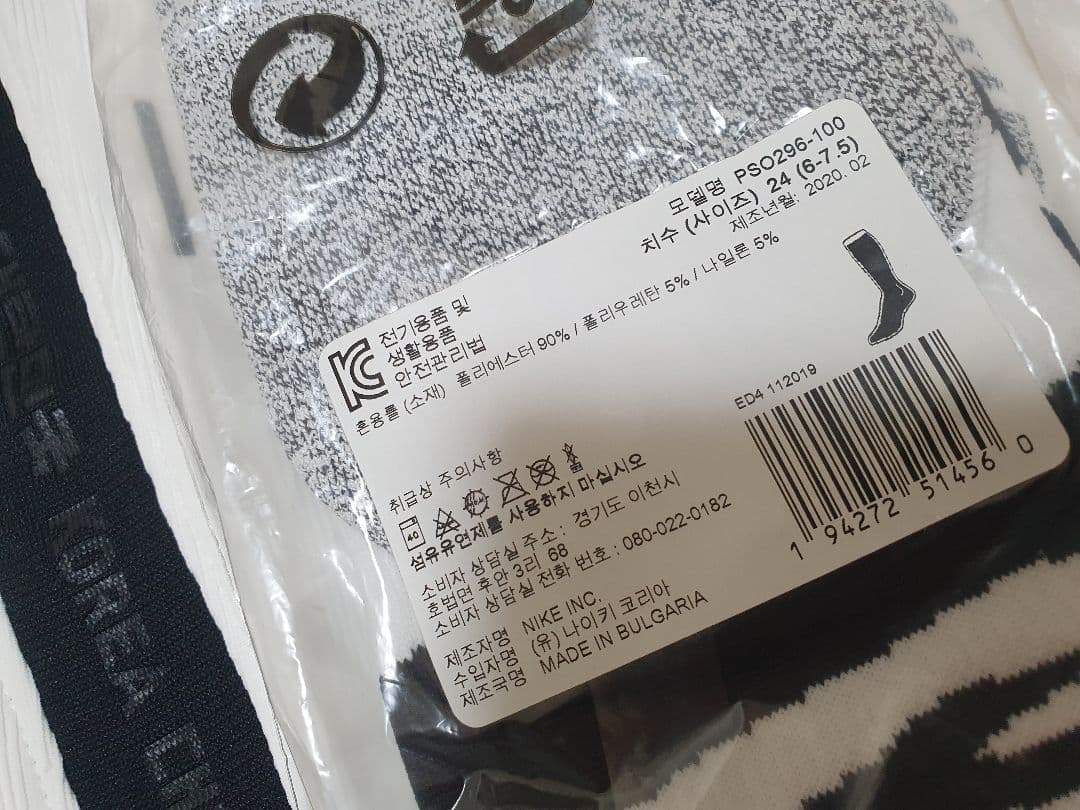 모델명 PSO296-100
치수 (사이즈) 24 (6-7.5)
제조년월: 2020. 02
전기용품 및
생활용품
안전관리법
혼용률 (소재) 폴리에스터 90% / 폴리우레탄 5% / 나일론 5%
ED4 112019
1 94272 51456 0
취급상 주의사항
40
섬유유연제를 사용하지 마십시오
소비자 상담실 주소 : 경기도 이천시
호법면 후안 3리 68
소비자 상담실 전화 번호 : 080-022-0182
제조자명 NIKE INC.
수입자명 (유) 나이키 코리아
제조국명 MADE IN BULGARIA
KOREA